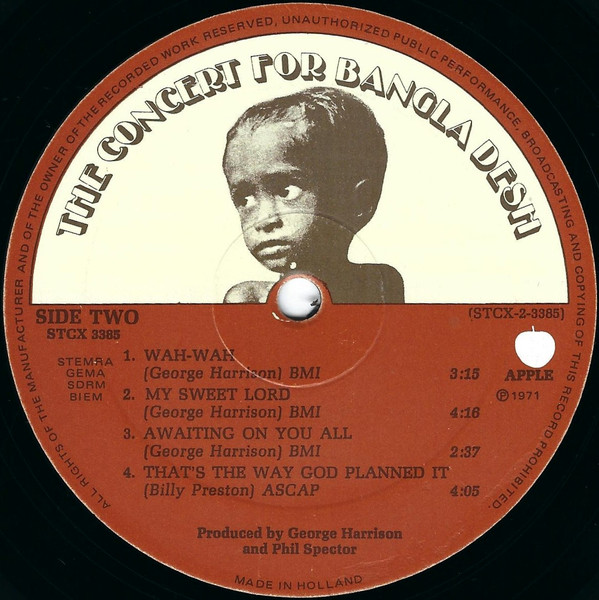 ALL RIGHTS OF THE MANUFACTURER AND OF THE OWNER OF THE RECORDED WORK RESERVED, UNAUTHORIZED PUBLIC PERFORMANCE, BROADCASTING AND COPYING OF THIS RECORD PROHIBITED.
THE CONCERT FOR BANGLA DESH
SIDE TWO
STCX 3385
(STCX-2-3385)
STEMRA
GEMA
SDRM
BIEM
1. WAH-WAH
(George Harrison) BMI 3:15
2. MY SWEET LORD
(George Harrison) BMI 4:16
3. AWAITING ON YOU ALL
(George Harrison) BMI 2:37
4. THAT'S THE WAY GOD PLANNED IT
(Billy Preston) ASCAP 4:05
APPLE
℗ 1971
Produced by George Harrison
and Phil Spector
MADE IN HOLLAND